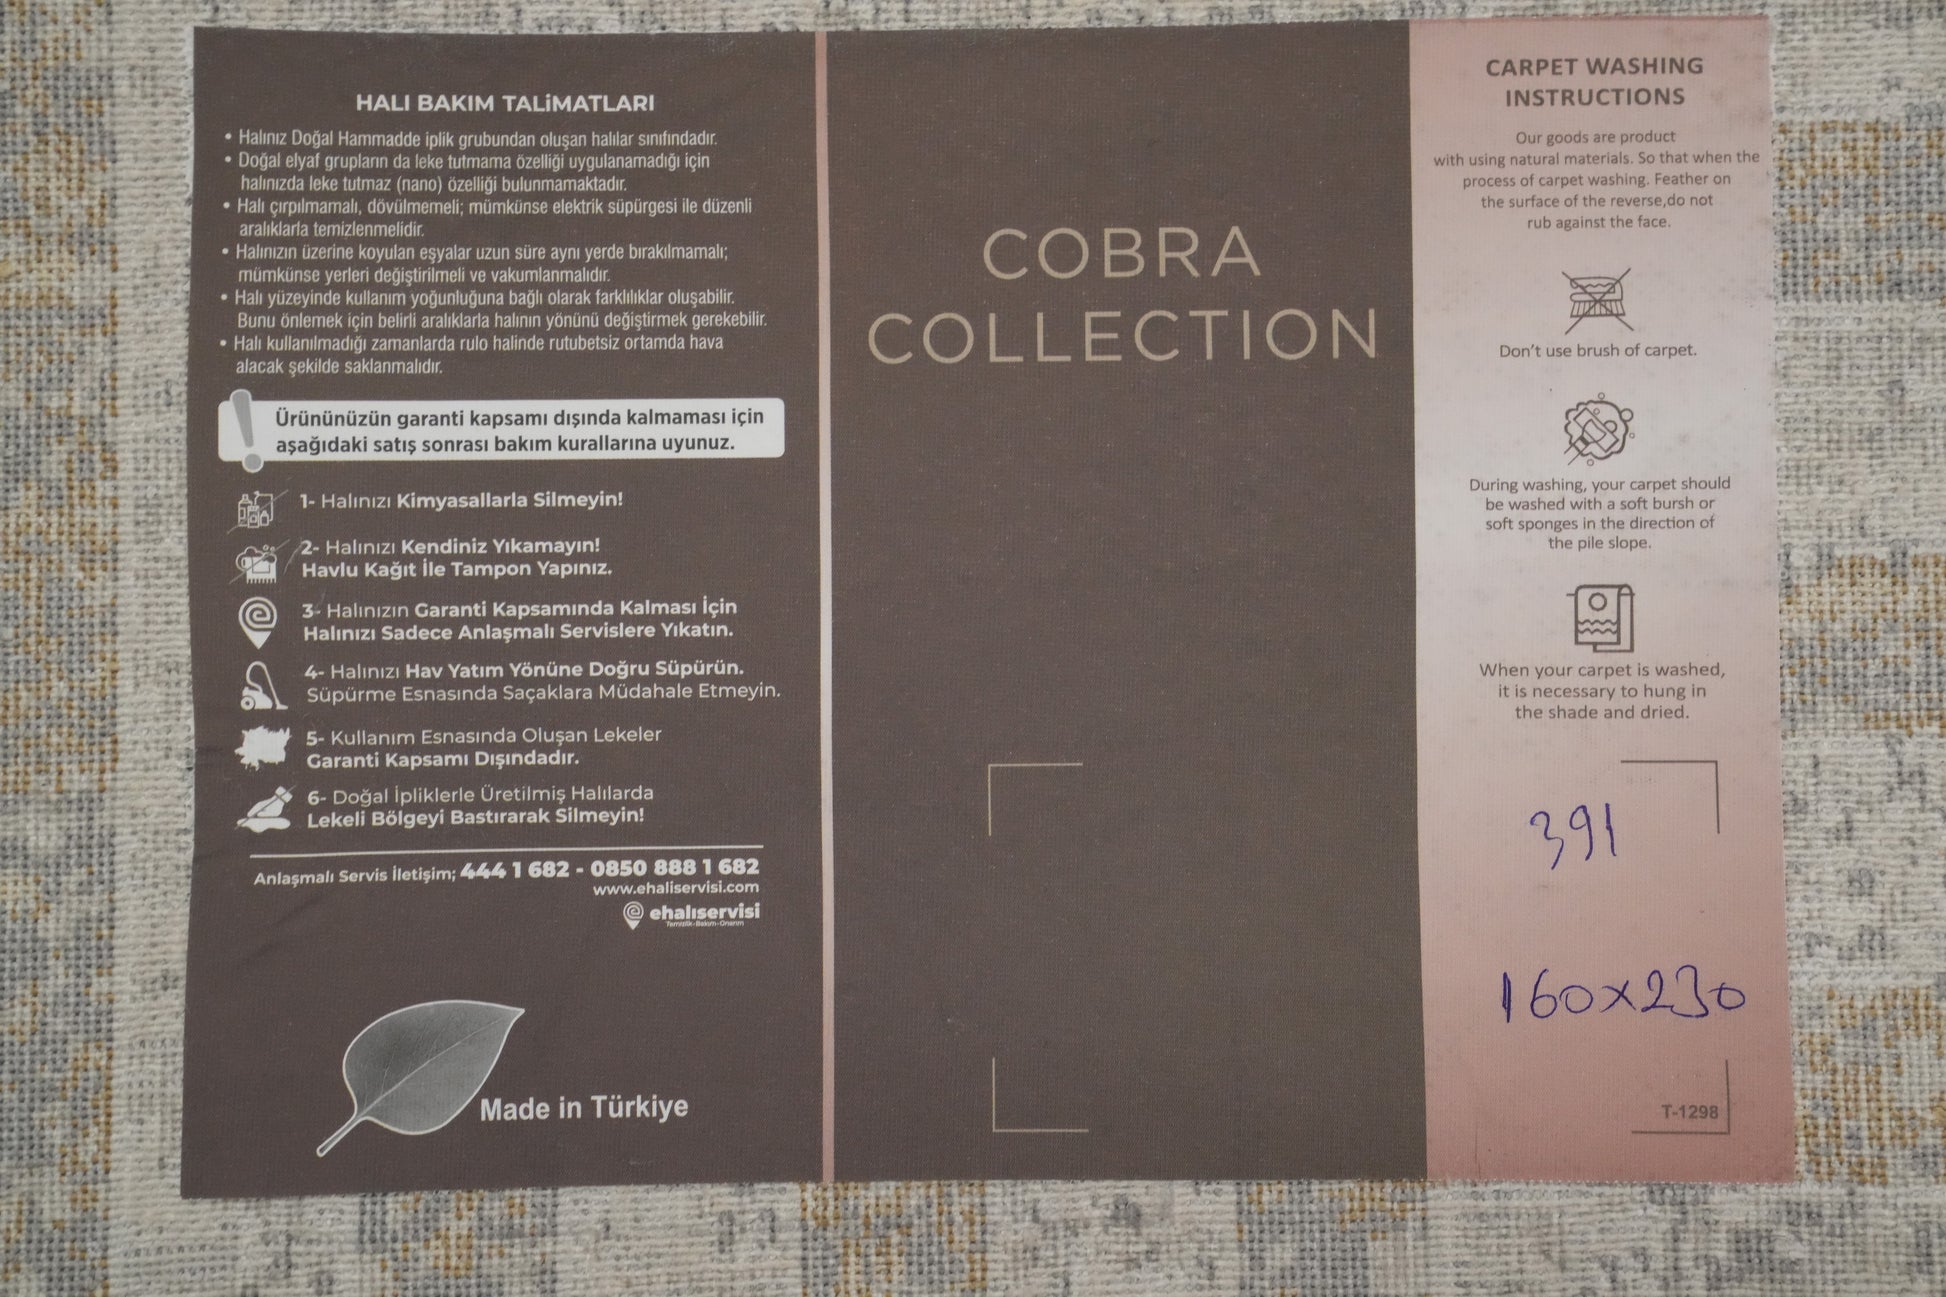 HALI BAKIM TALiMATLARI
• Halınız Doğal Hammadde iplik grubundan oluşan halılar sınıfındadır.
• Doğal elyaf grupların da leke tutmama özelliği uygulanamadığı için
halınızda leke tutmaz (nano) özelliği bulunmamaktadır.
• Halı çırpılmamalı, dövülmemeli; mümkünse elektrik süpürgesi ile düzenli
aralıklarla temizlenmelidir.
• Halınızın üzerine koyulan eşyalar uzun süre aynı yerde bırakılmamalı;
mümkünse yerleri değiştirilmeli ve vakumlanmalıdır.
• Halı yüzeyinde kullanım yoğunluğuna bağlı olarak farklılıklar oluşabilir.
Bunu önlemek için belirli aralıklarla halının yönünü değiştirmek gerekebilir.
• Halı kullanılmadığı zamanlarda rulo halinde rutubetsiz ortamda hava
alacak şekilde saklanmalıdır.
Ürününüzün garanti kapsamı dışında kalmaması için
aşağıdaki satış sonrası bakım kurallarına uyunuz.
1- Halınızı Kimyasallarla Silmeyin!
2- Halınızı Kendiniz Yıkamayın!
Havlu Kağıt İle Tampon Yapınız.
3- Halınızın Garanti Kapsamında Kalması İçin
Halınızı Sadece Anlaşmalı Servislere Yıkatın.
4- Halınızı Hav Yatım Yönüne Doğru Süpürün.
Süpürme Esnasında Saçaklara Müdahale Etmeyin.
5- Kullanım Esnasında Oluşan Lekeler
Garanti Kapsamı Dışındadır.
6- Doğal İpliklerle Üretilmiş Halılarda
Lekeli Bölgeyi Bastırarak Silmeyin!
Anlaşmalı Servis İletişim; 444 1 682 - 0850 888 1 682
www.ehaliservisi.com
ehalıservisi
Temizlik-Bakım-Onarım
Made in Türkiye
COBRA
COLLECTION
CARPET WASHING
INSTRUCTIONS
Our goods are product
with using natural materials. So that when the
process of carpet washing. Feather on
the surface of the reverse,do not
rub against the face.
Don't use brush of carpet.
During washing, your carpet should
be washed with a soft bursh or
soft sponges in the direction of
the pile slope.
When your carpet is washed,
it is necessary to hung in
the shade and dried.
391
160x230
T-1298